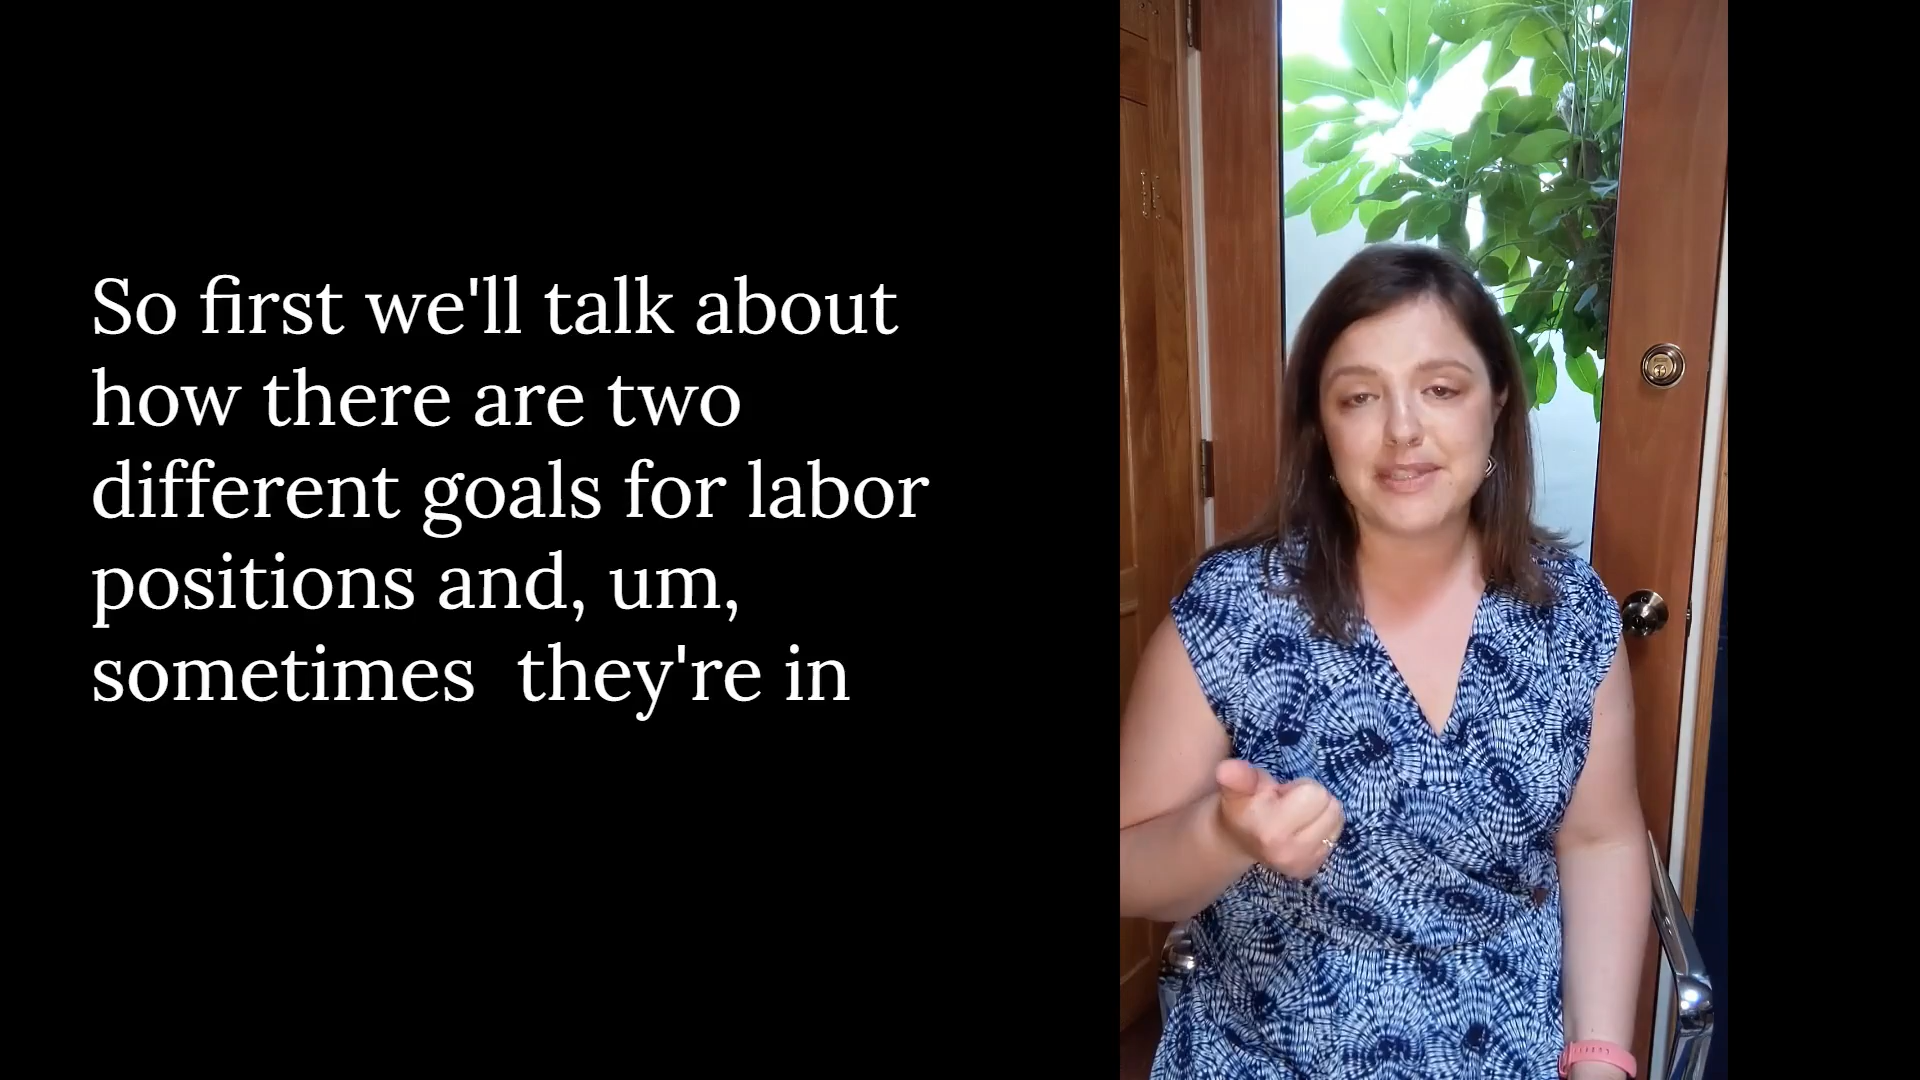 So first we'll talk about
how there are two
different goals for labor
positions and, um,
sometimes  they're in